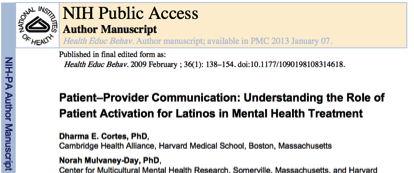 NATIONAL INSTITUTES OF HEALTH
NIH Public Access
Author Manuscript
Health Educ Behav. Author manuscript; available in PMC 2013 January 07.
Published in final edited form as:
Health Educ Behav. 2009 February ; 36(1): 138–154. doi:10.1177/1090198108314618.
NIH-PA Author Manuscript
Patient–Provider Communication: Understanding the Role of
Patient Activation for Latinos in Mental Health Treatment
Dharma E. Cortes, PhD,
Cambridge Health Alliance, Harvard Medical School, Boston, Massachusetts
Norah Mulvaney-Day, PhD,
Center for Multicultural Mental Health Research, Somerville, Massachusetts, and Harvard